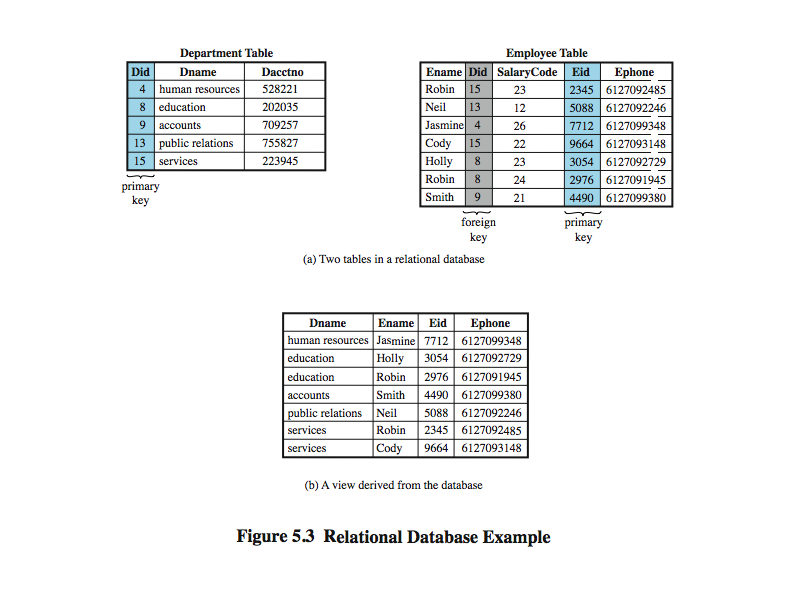 Department Table
Did Dname Dacctno
4 human resources 528221
8 education 202035
9 accounts 709257
13 public relations 755827
15 services 223945
primary
key
Employee Table
Ename Did SalaryCode Eid Ephone
Robin 15 23 2345 6127092485
Neil 13 12 5088 6127092246
Jasmine 4 26 7712 6127099348
Cody 15 22 9664 6127093148
Holly 8 23 3054 6127092729
Robin 8 24 2976 6127091945
Smith 9 21 4490 6127099380
foreign
key
primary
key
(a) Two tables in a relational database
Dname Ename Eid Ephone
human resources Jasmine 7712 6127099348
education Holly 3054 6127092729
education Robin 2976 6127091945
accounts Smith 4490 6127099380
public relations Neil 5088 6127092246
services Robin 2345 6127092485
services Cody 9664 6127093148
(b) A view derived from the database
Figure 5.3 Relational Database Example